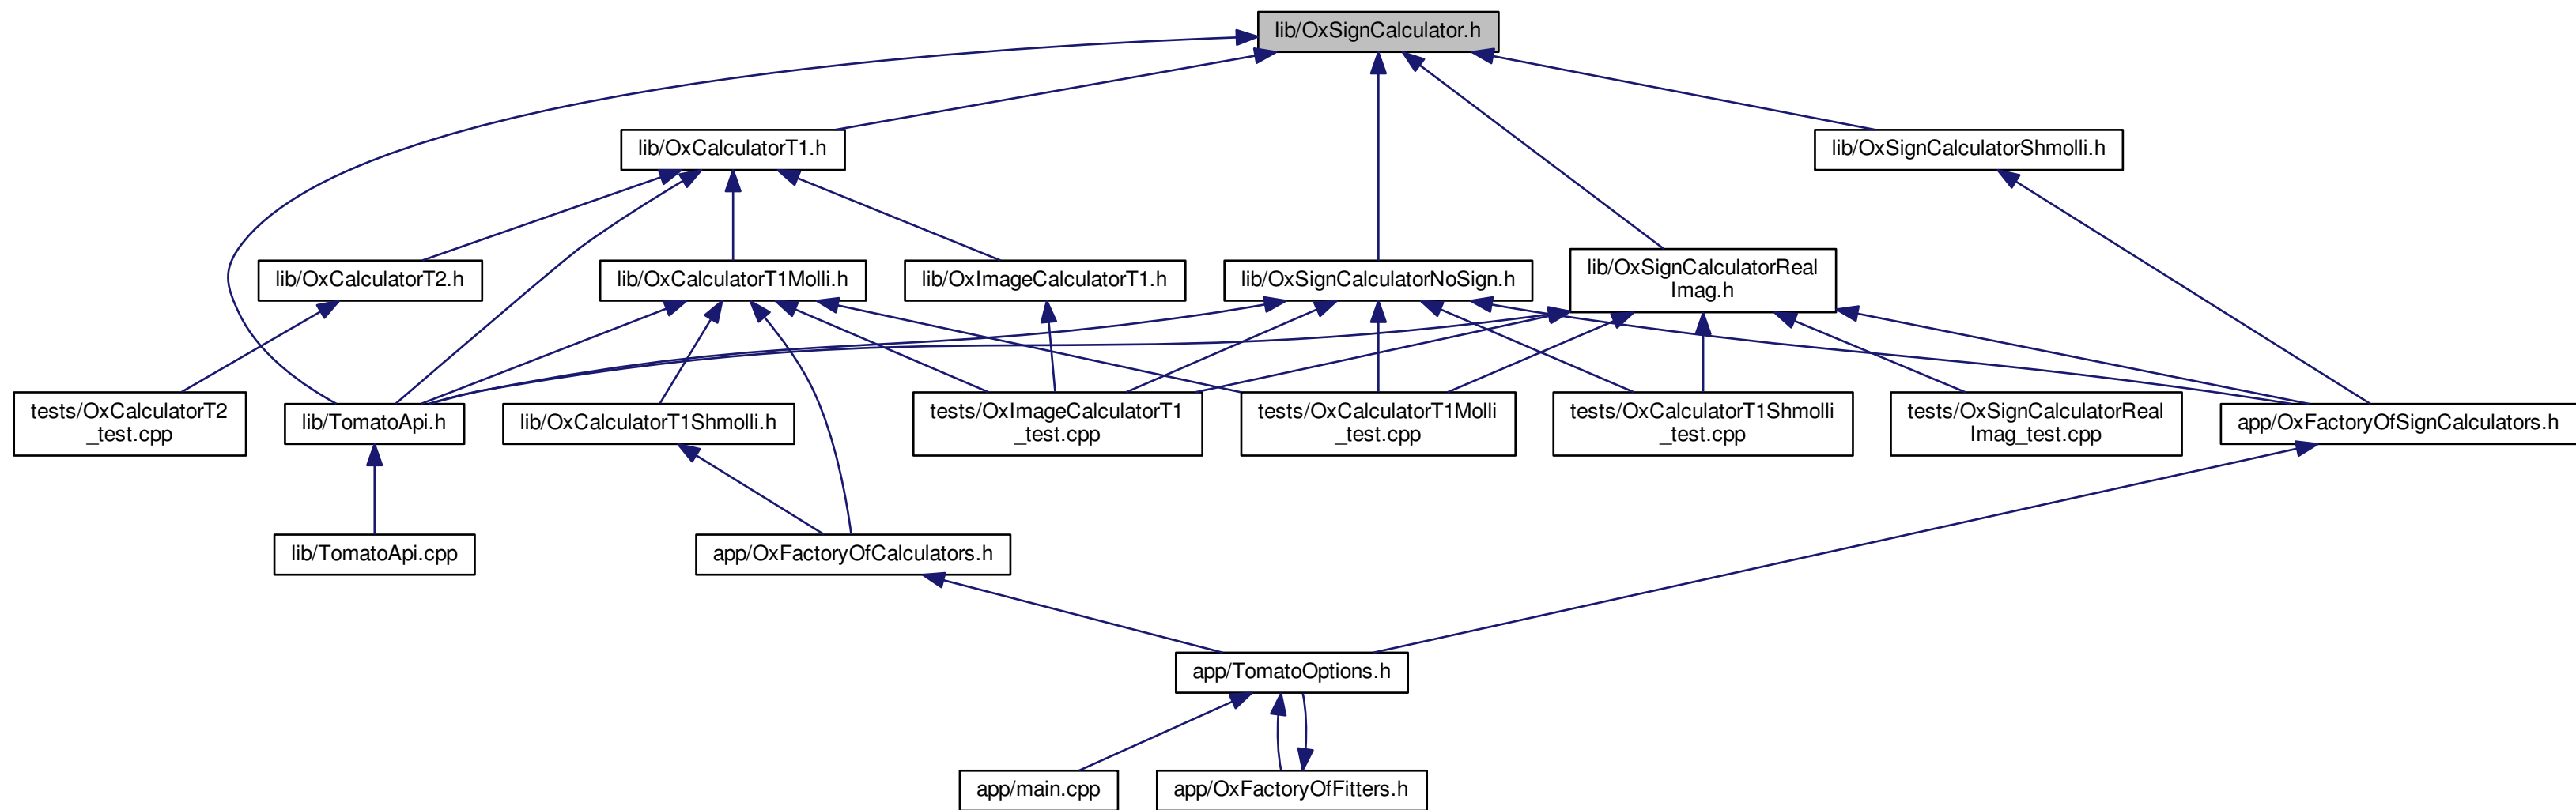 lib/OxSignCalculator.h
lib/OxCalculatorT1.h
lib/OxSignCalculatorShmolli.h
lib/OxCalculatorT2.h
lib/OxCalculatorT1Molli.h
lib/OxImageCalculatorT1.h
lib/OxSignCalculatorNoSign.h
lib/OxSignCalculatorReal
Imag.h
tests/OxCalculatorT2
_test.cpp
lib/TomatoApi.h
lib/OxCalculatorT1Shmolli.h
tests/OxImageCalculatorT1
_test.cpp
tests/OxCalculatorT1Molli
_test.cpp
tests/OxCalculatorT1Shmolli
_test.cpp
tests/OxSignCalculatorReal
Imag_test.cpp
app/OxFactoryOfSignCalculators.h
lib/TomatoApi.cpp
app/OxFactoryOfCalculators.h
app/TomatoOptions.h
app/main.cpp
app/OxFactoryOfFitters.h